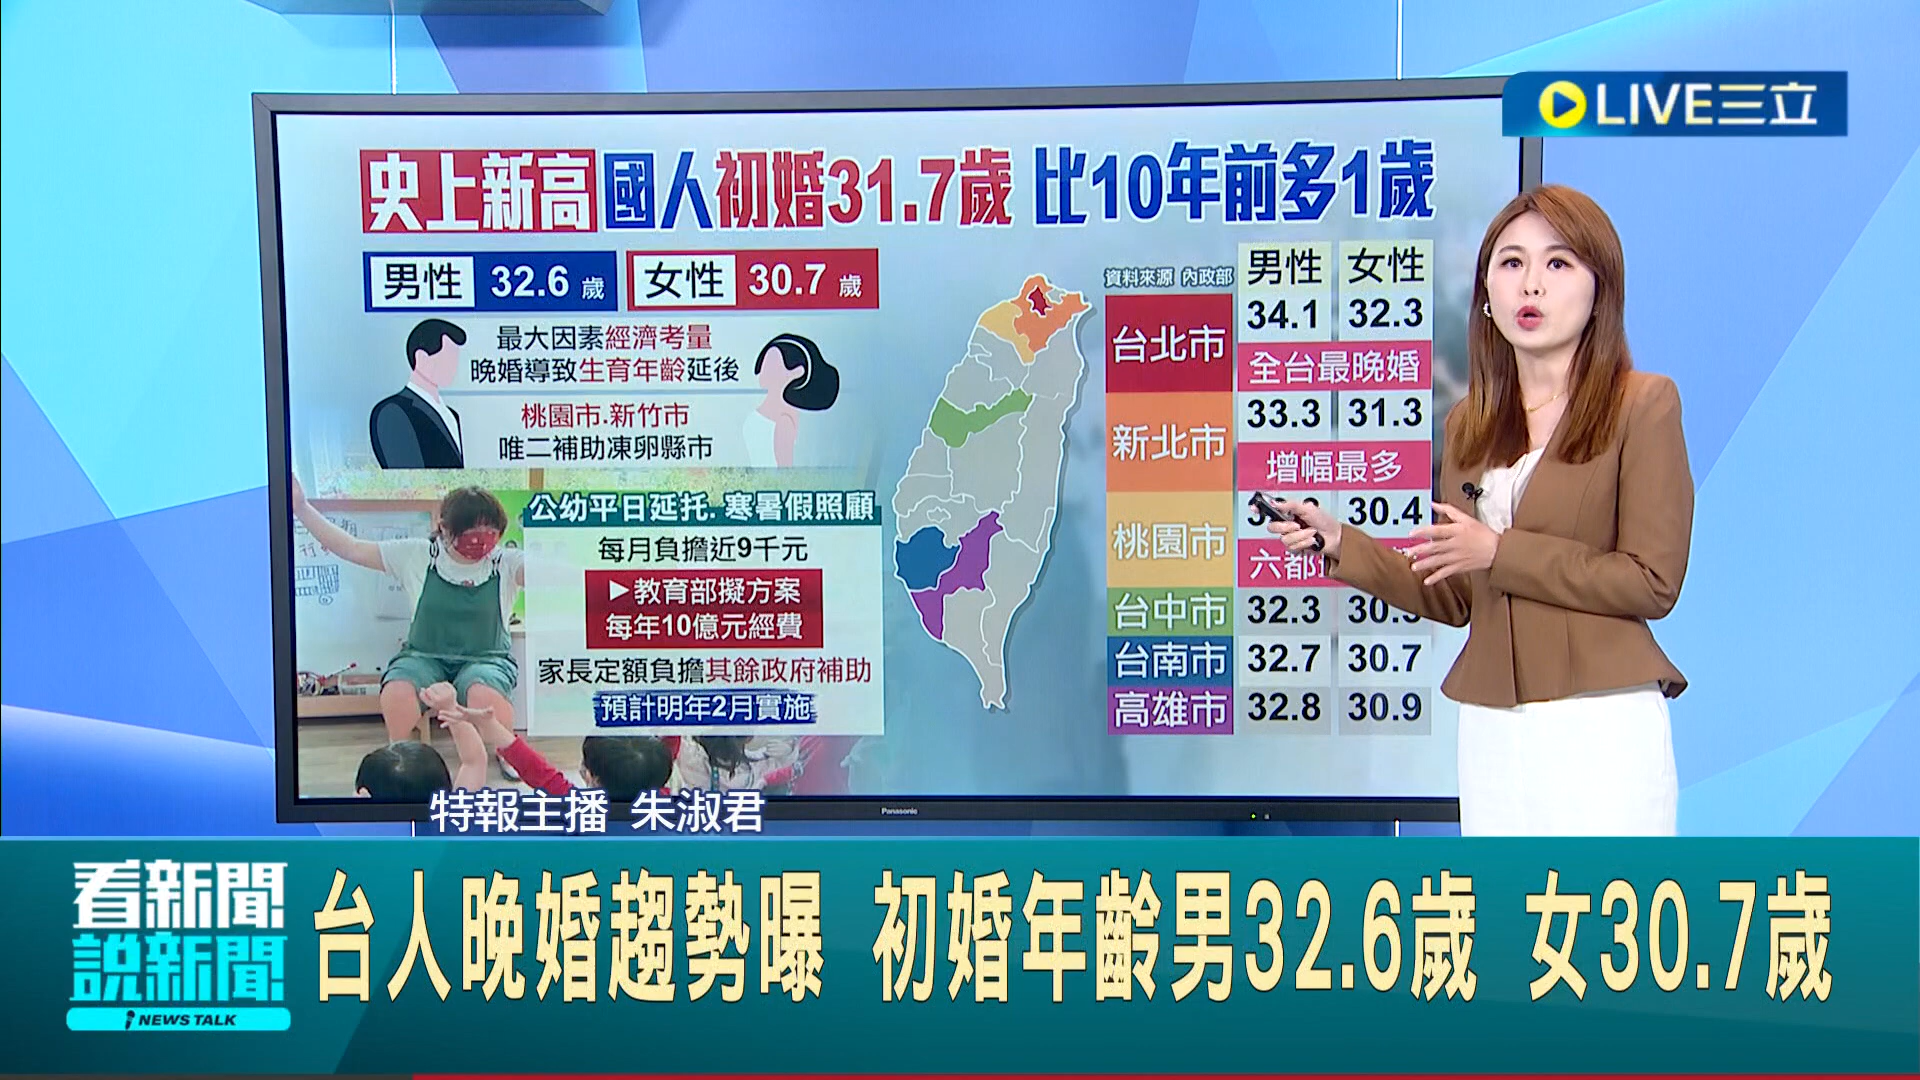 LIVE三立
史上新高 國人初婚31.7歲 比10年前多1歲
男性 32.6 歲 女性 30.7 歲
最大因素經濟考量
晚婚導致生育年齡延後
桃園市.新竹市
唯二補助凍卵縣市
公幼平日延托.寒暑假照顧
每月負擔近9千元
▶教育部擬方案
每年10億元經費
家長定額負擔其餘政府補助
預計明年2月實施
資料來源 內政部 男性 女性
台北市 34.1 32.3
全台最晚婚
新北市 33.3 31.3
增幅最多
桃園市 30.4
六都
台中市 32.3
台南市 32.7 30.7
高雄市 32.8 30.9
Panasonic
特報主播 朱淑君
看新聞
說新聞
NEWS TALK
台人晚婚趨勢曝 初婚年齡男32.6歲 女30.7歲